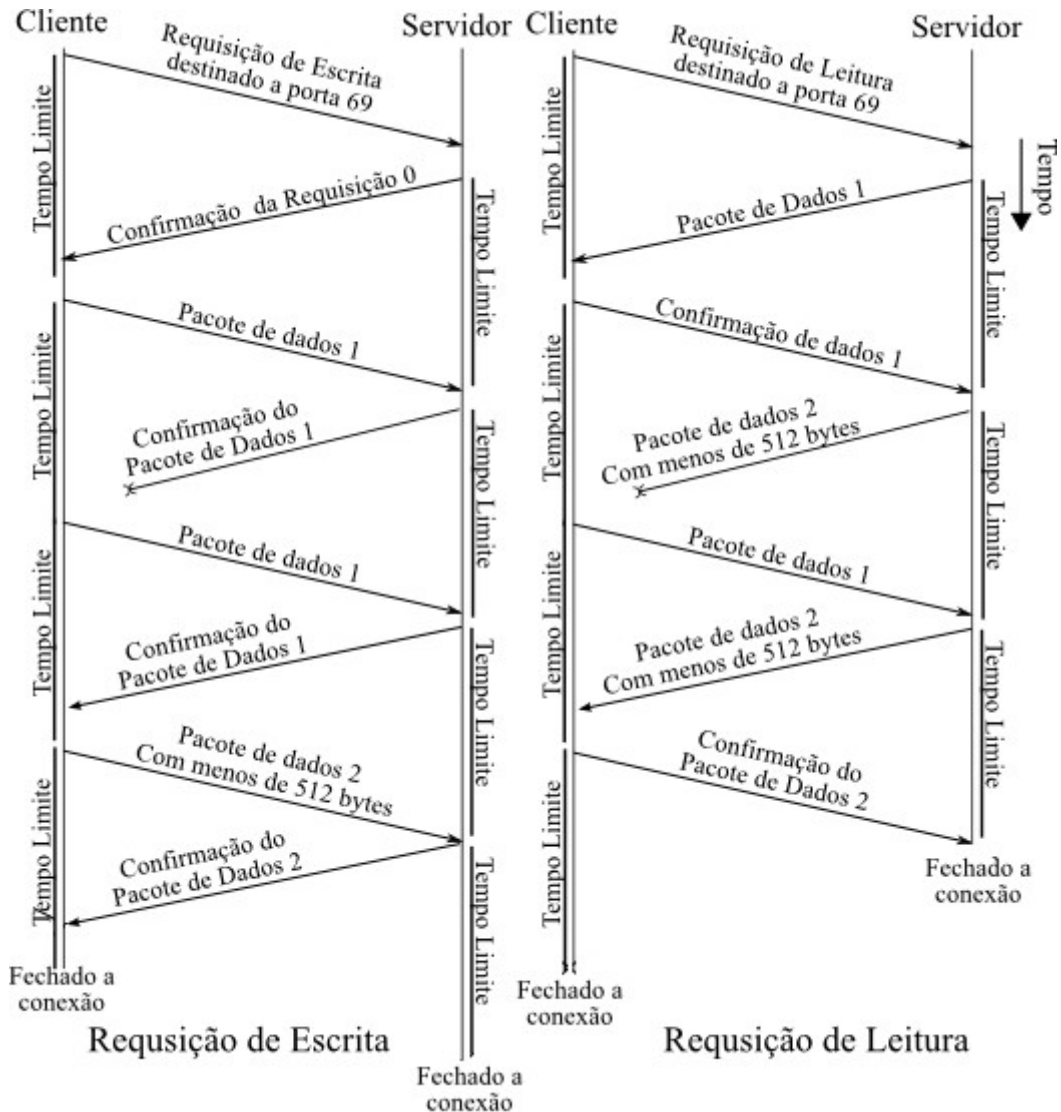 Cliente
Servidor
Requisição de Escrita
destinado a porta 69
Tempo Limite
Confirmação da Requisição 0
Tempo Limite
Pacote de dados 1
Tempo Limite
Confirmação do
Pacote de Dados 1
Tempo Limite
Pacote de dados 1
Tempo Limite
Confirmação do
Pacote de Dados 1
Tempo Limite
Pacote de dados 2
Com menos de 512 bytes
Tempo Limite
Confirmação do
Pacote de Dados 2
Tempo Limite
Fechado a
conexão
Requsição de Escrita
Fechado a
conexão
Cliente
Servidor
Requisição de Leitura
destinado a porta 69
Tempo Limite
Tempo
Pacote de Dados 1
Tempo Limite
Confirmação de dados 1
Tempo Limite
Pacote de dados 2
Com menos de 512 bytes
Tempo Limite
Pacote de dados 1
Tempo Limite
Pacote de dados 2
Com menos de 512 bytes
Tempo Limite
Confirmação do
Pacote de Dados 2
Tempo Limite
Fechado a
conexão
Fechado a
conexão
Requsição de Leitura